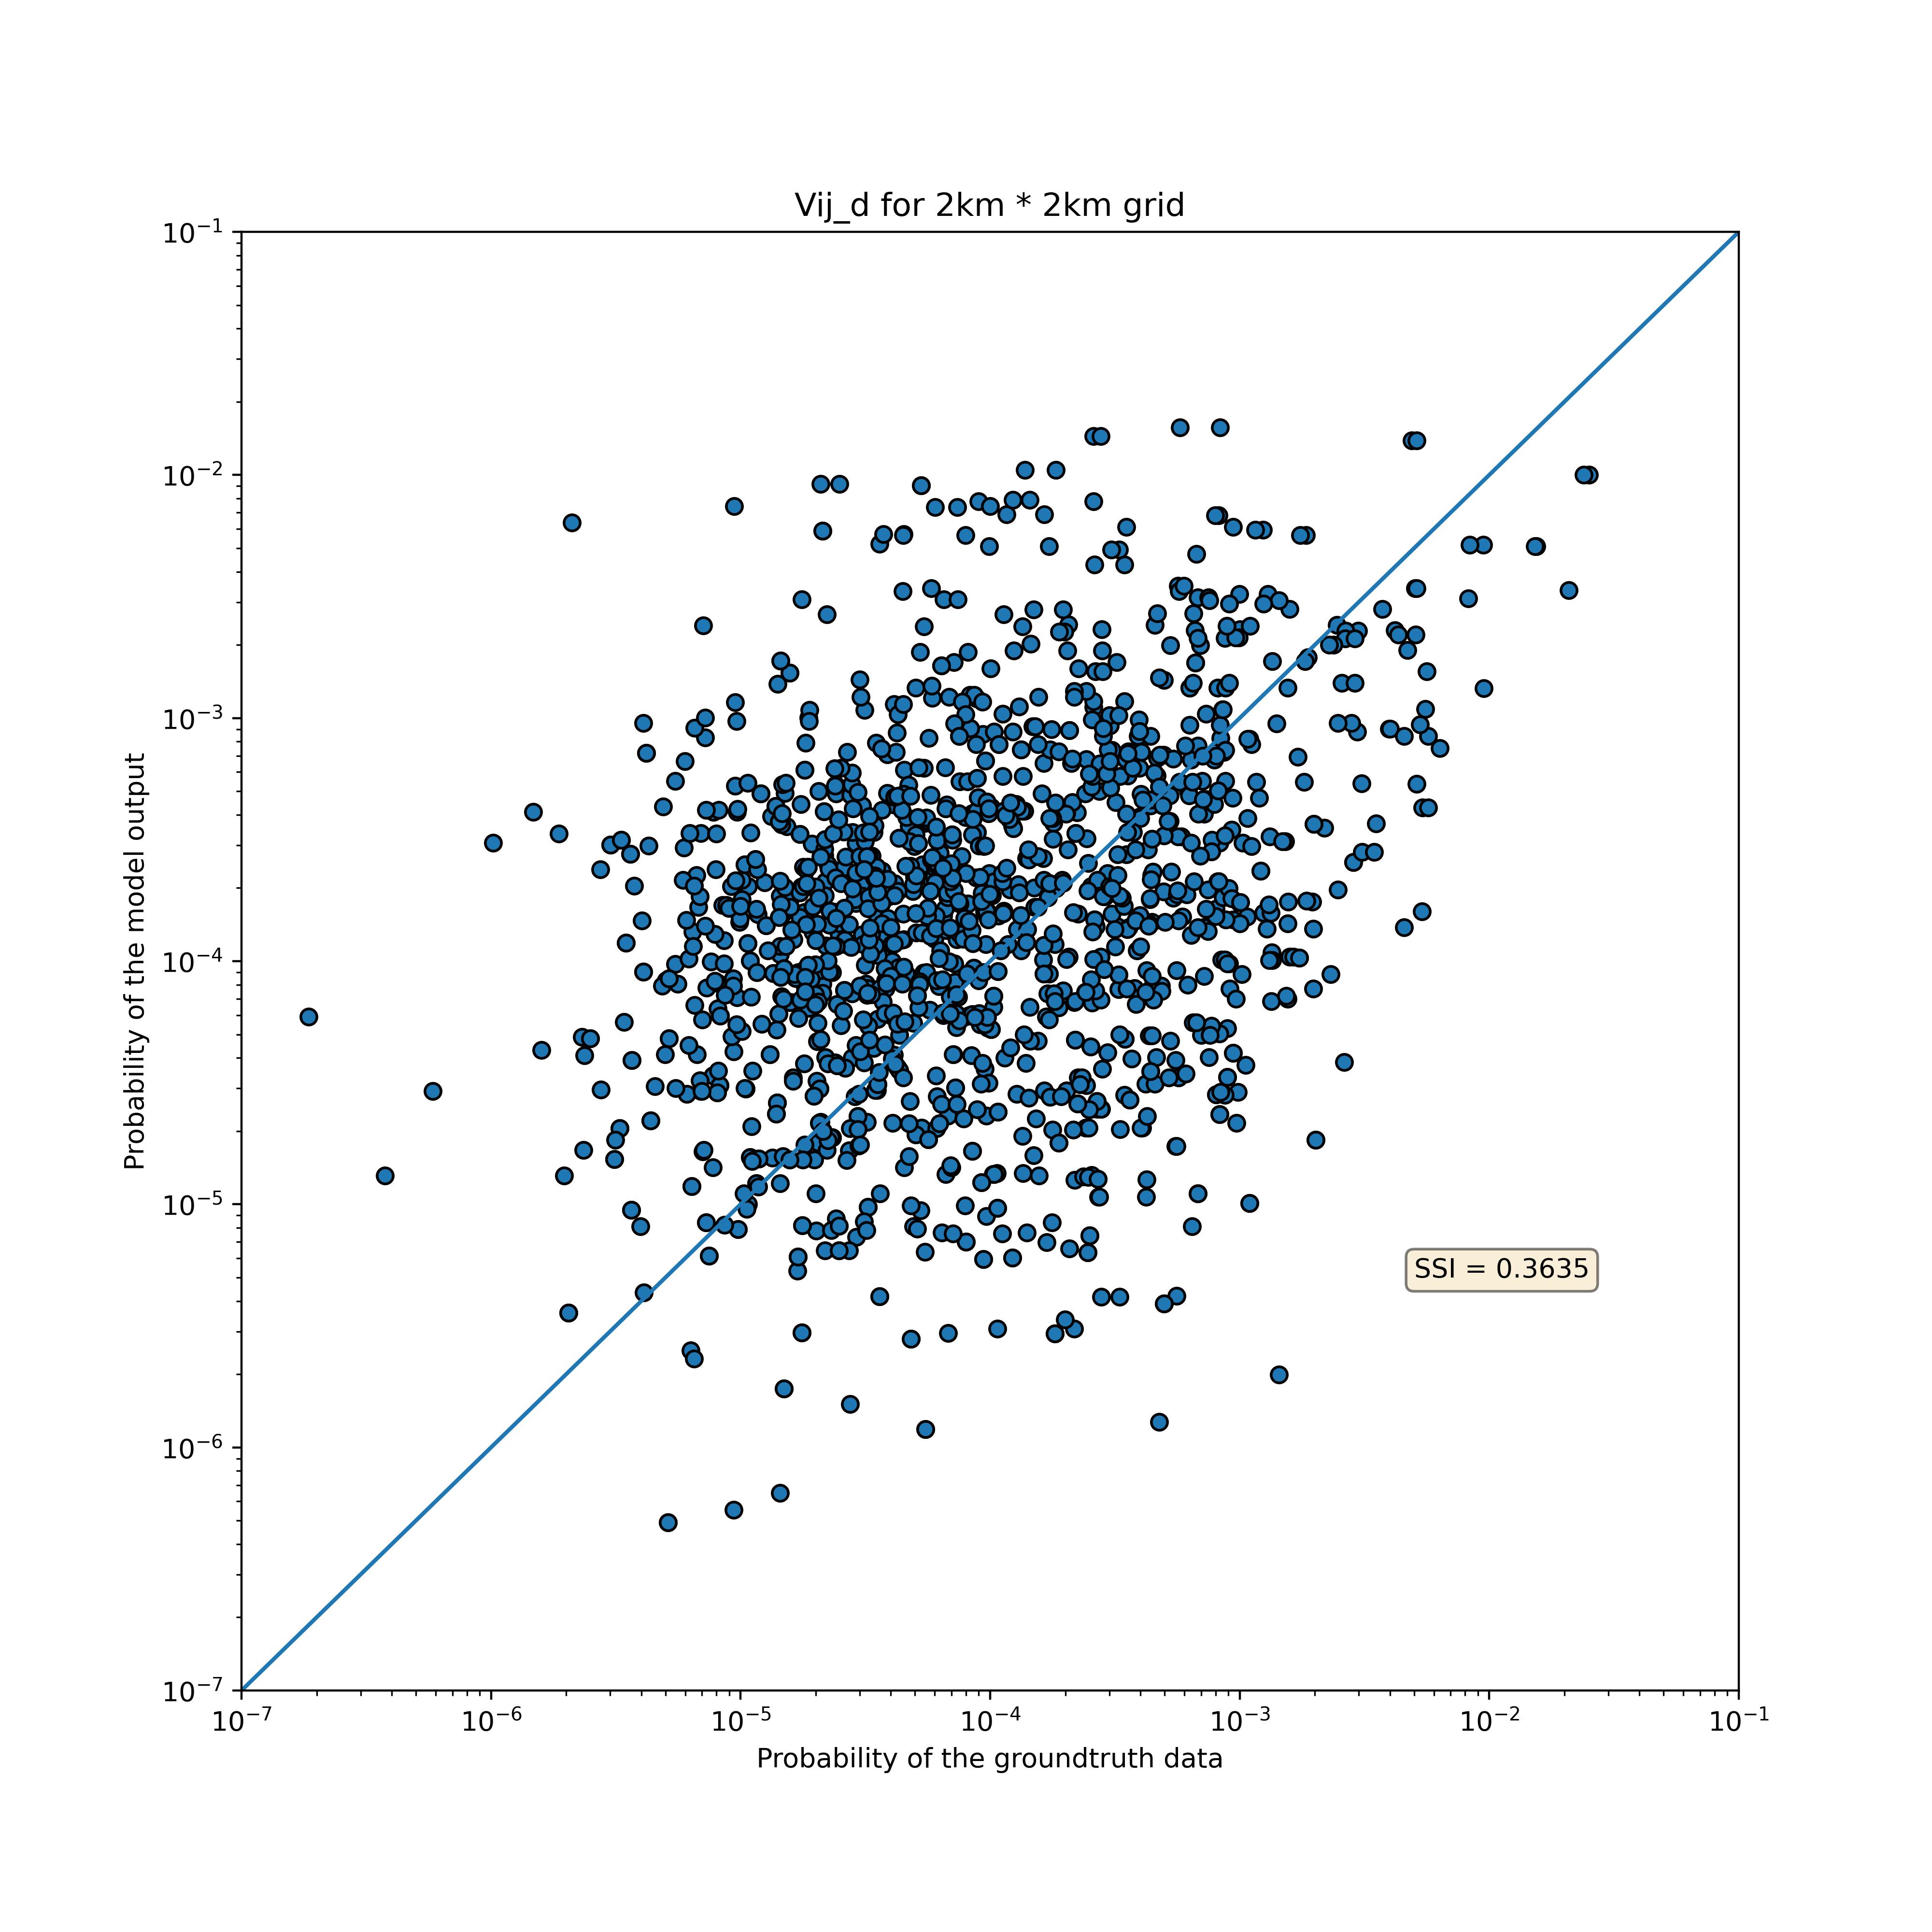 Vij_d for 2km * 2km grid
10⁻¹
10⁻²
10⁻³
10⁻⁴
10⁻⁵
10⁻⁶
10⁻⁷
Probability of the model output
SSI = 0.3635
10⁻⁷ 10⁻⁶ 10⁻⁵ 10⁻⁴ 10⁻³ 10⁻² 10⁻¹
Probability of the groundtruth data